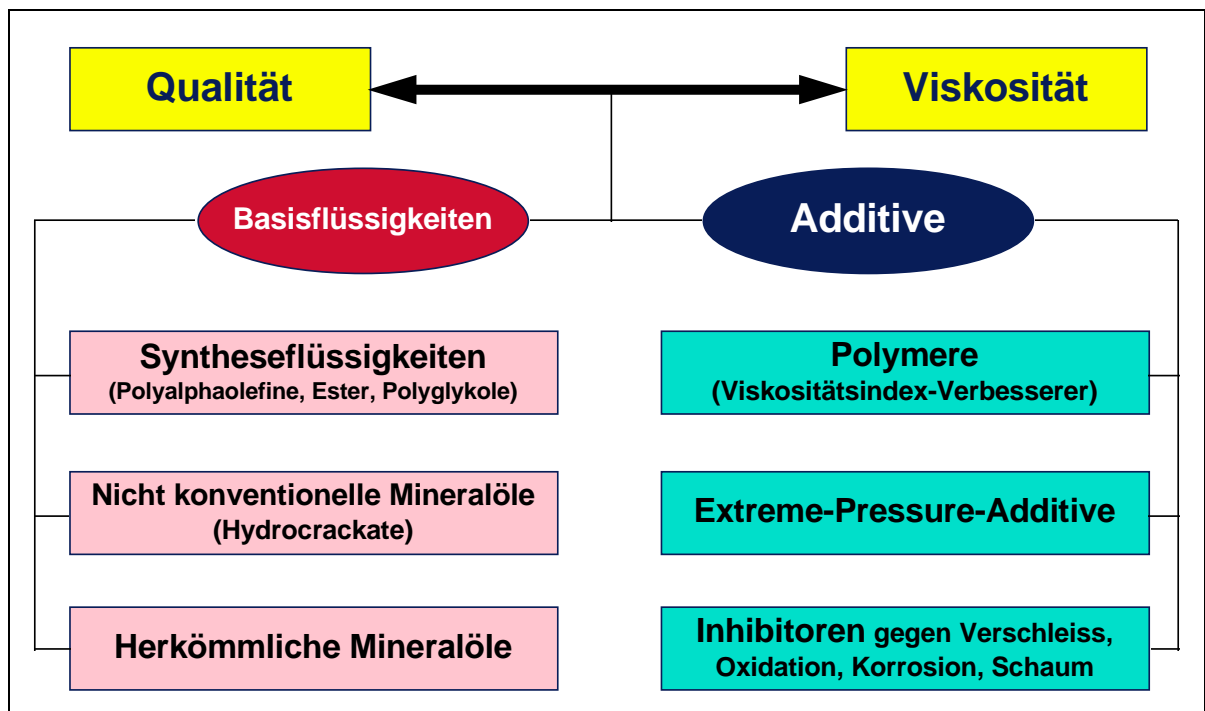 Qualität
Viskosität
Basisflüssigkeiten
Additive
Syntheseflüssigkeiten
(Polyalphaolefine, Ester, Polyglykole)
Polymere
(Viskositätsindex-Verbesserer)
Nicht konventionelle Mineralöle
(Hydrocrackate)
Extreme-Pressure-Additive
Herkömmliche Mineralöle
Inhibitoren gegen Verschleiss,
Oxidation, Korrosion, Schaum